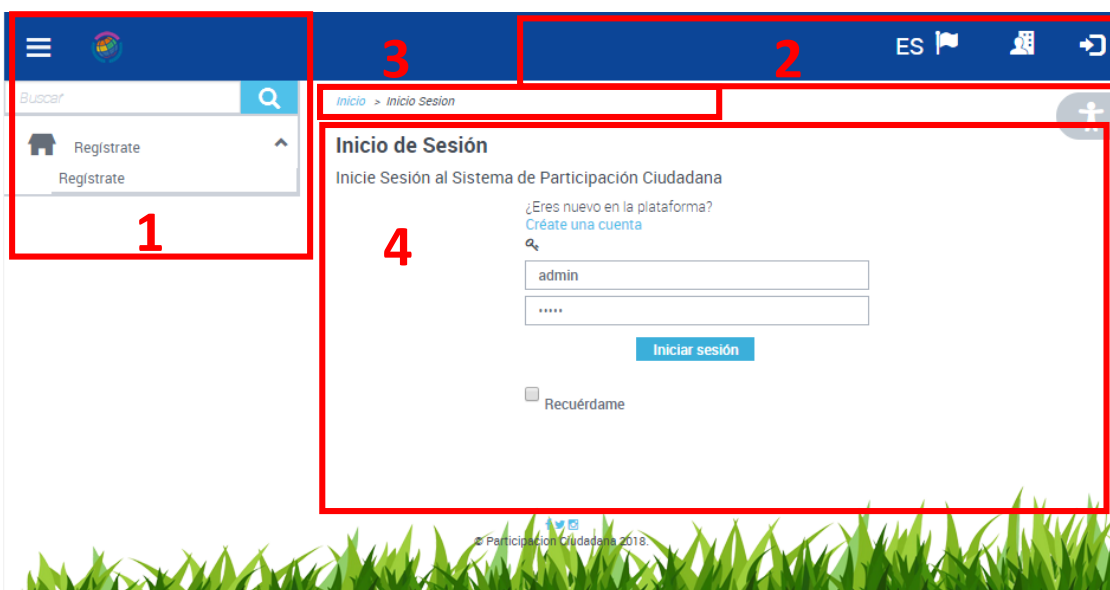 ES
3
2
Buscar
Inicio > Inicio Sesion
Regístrate
Regístrate
1
Inicio de Sesión
Inicie Sesión al Sistema de Participación Ciudadana
¿Eres nuevo en la plataforma?
Créate una cuenta
4
admin
•••••
Iniciar sesión
Recuérdame
© Participacion Ciudadana 2018.